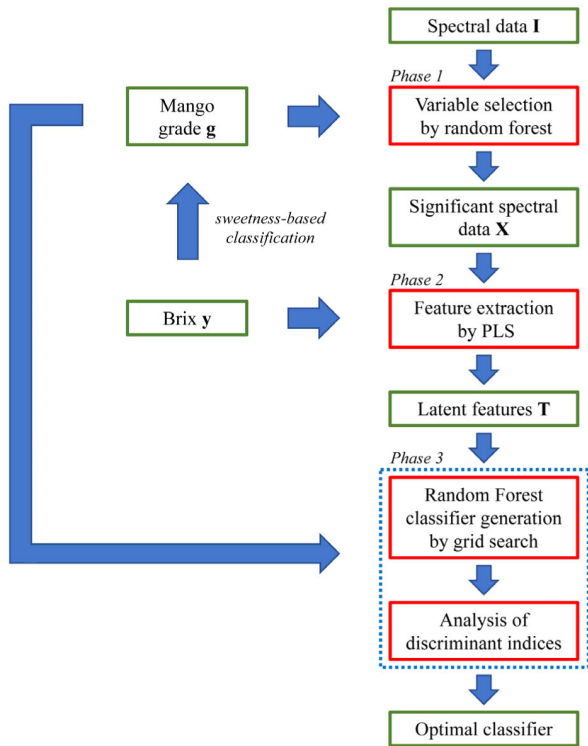 Spectral data I
Phase 1
Mango
grade g
Variable selection
by random forest
sweetness-based
classification
Significant spectral
data X
Phase 2
Brix y
Feature extraction
by PLS
Latent features T
Phase 3
Random Forest
classifier generation
by grid search
Analysis of
discriminant indices
Optimal classifier